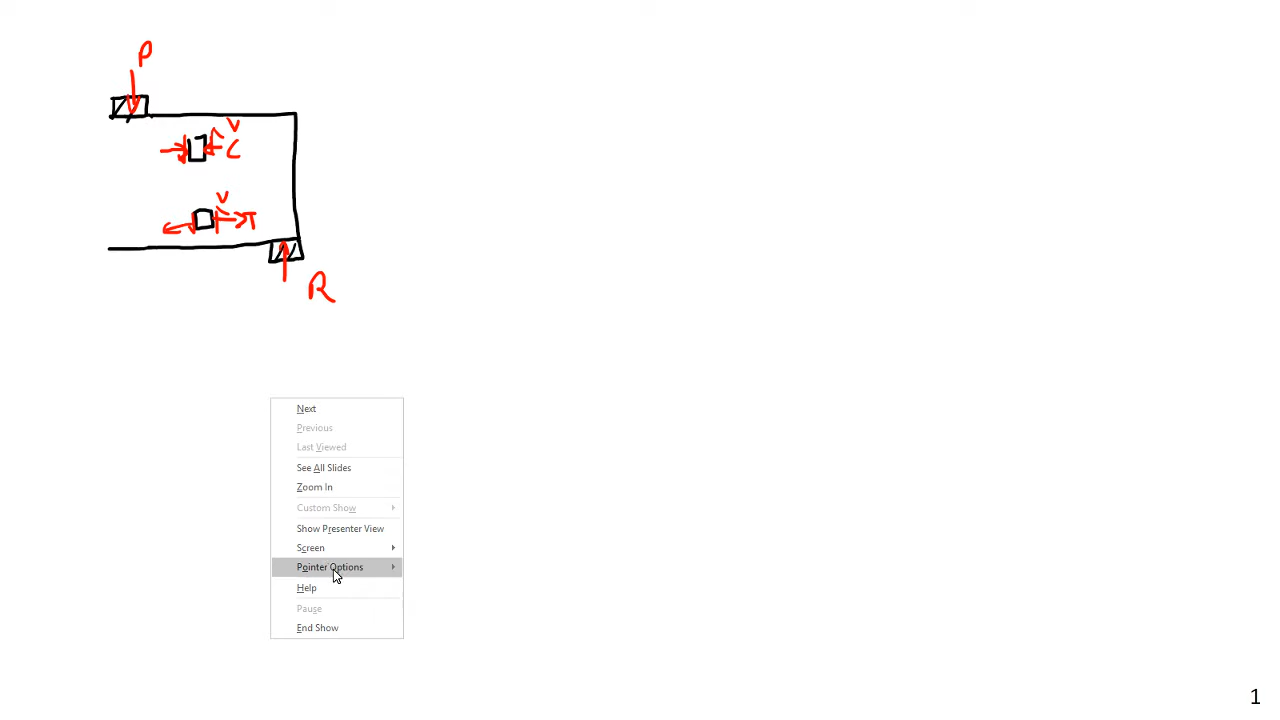 P
V
C
V
T
R
Next
Previous
Last Viewed
See All Slides
Zoom In
Custom Show
Show Presenter View
Screen
Pointer Options
Help
Pause
End Show
1